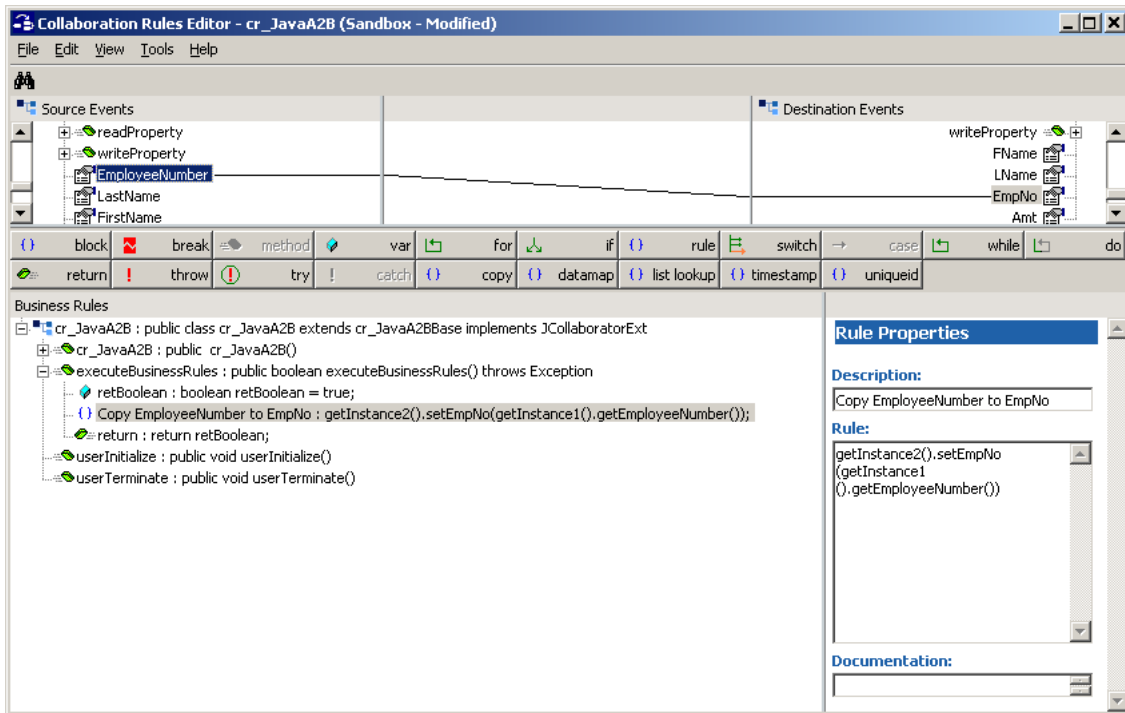 Collaboration Rules Editor - cr_JavaA2B (Sandbox - Modified)
File Edit View Tools Help
Source Events
Destination Events
readProperty
writeProperty
writeProperty
FName
EmployeeNumber
LName
LastName
EmpNo
FirstName
Amt
{} block break method var for if {} rule switch case while do
return ! throw try ! catch {} copy {} datamap {} list lookup {} timestamp {} uniqueid
Business Rules
cr_JavaA2B : public class cr_JavaA2B extends cr_JavaA2BBase implements JCollaboratorExt
cr_JavaA2B : public cr_JavaA2B()
executeBusinessRules : public boolean executeBusinessRules() throws Exception
retBoolean : boolean retBoolean = true;
{} Copy EmployeeNumber to EmpNo : getInstance2().setEmpNo(getInstance1().getEmployeeNumber());
return : return retBoolean;
userInitialize : public void userInitialize()
userTerminate : public void userTerminate()
Rule Properties
Description:
Copy EmployeeNumber to EmpNo
Rule:
getInstance2().setEmpNo
(getInstance1
().getEmployeeNumber())
Documentation: